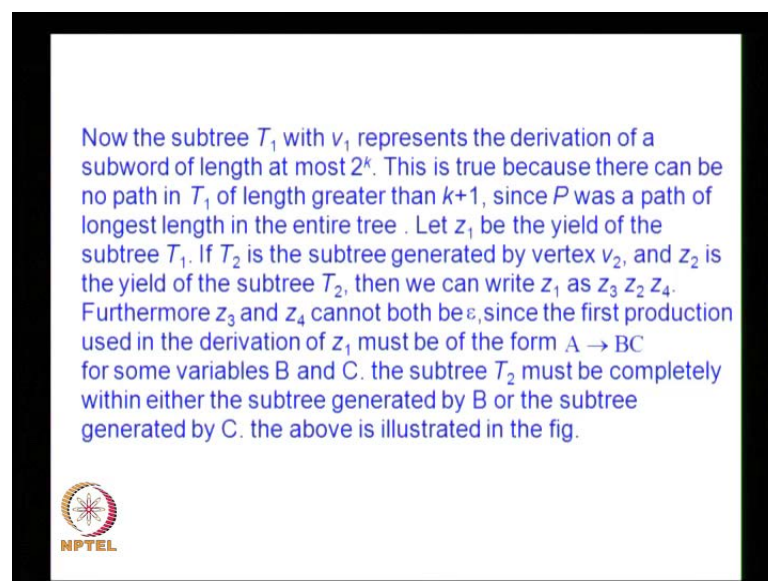 Now the subtree T₁ with v₁ represents the derivation of a
subword of length at most 2ᵏ. This is true because there can be
no path in T₁ of length greater than k+1, since P was a path of
longest length in the entire tree . Let z₁ be the yield of the
subtree T₁. If T₂ is the subtree generated by vertex v₂, and z₂ is
the yield of the subtree T₂, then we can write z₁ as z₃ z₂ z₄.
Furthermore z₃ and z₄ cannot both be ε,since the first production
used in the derivation of z₁ must be of the form A → BC
for some variables B and C. the subtree T₂ must be completely
within either the subtree generated by B or the subtree
generated by C. the above is illustrated in the fig.
NPTEL